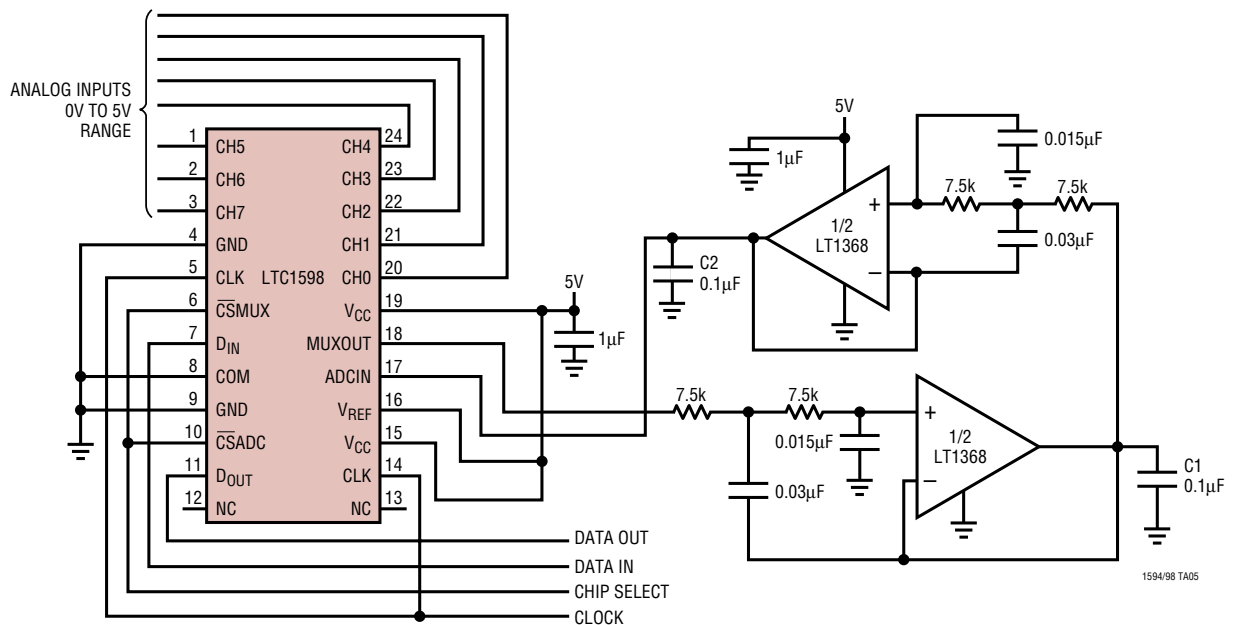 ANALOG INPUTS
0V TO 5V
RANGE
1
CH5
2
CH6
3
CH7
4
GND
5
CLK
6
C̅S̅MUX
7
DIN
8
COM
9
GND
10
C̅S̅ADC
11
DOUT
12
NC
LTC1598
24
CH4
23
CH3
22
CH2
21
CH1
20
CH0
19
VCC
18
MUXOUT
17
ADCIN
16
VREF
15
VCC
14
CLK
13
NC
5V
1µF
5V
1µF
C2
0.1µF
1/2
LT1368
+
−
0.015µF
7.5k
7.5k
0.03µF
7.5k
7.5k
0.015µF
0.03µF
+
−
1/2
LT1368
C1
0.1µF
DATA OUT
DATA IN
CHIP SELECT
CLOCK
1594/98 TA05